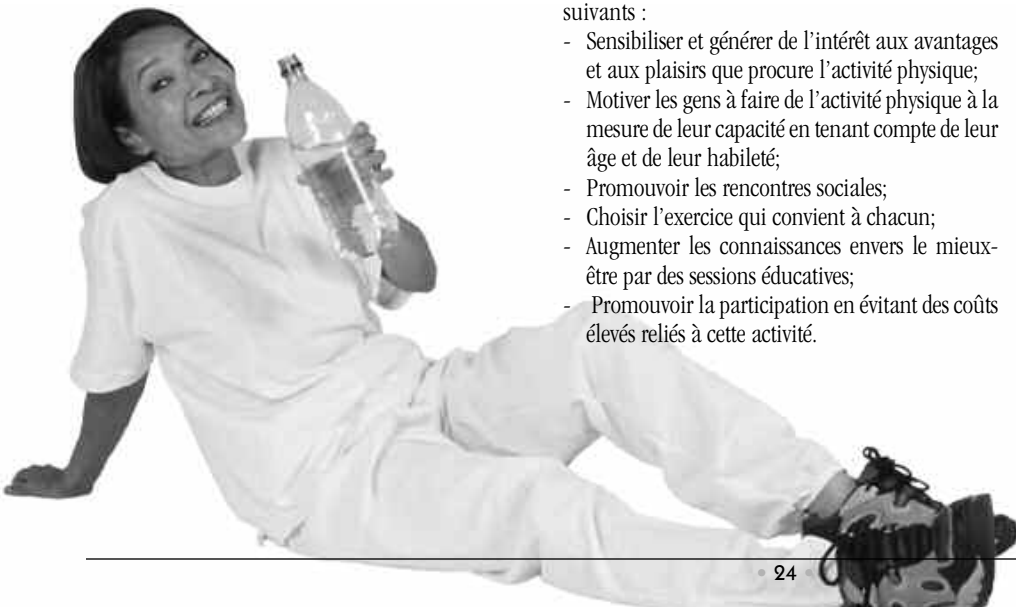 suivants :
- Sensibiliser et générer de l’intérêt aux avantages
et aux plaisirs que procure l’activité physique;
- Motiver les gens à faire de l’activité physique à la
mesure de leur capacité en tenant compte de leur
âge et de leur habileté;
- Promouvoir les rencontres sociales;
- Choisir l’exercice qui convient à chacun;
- Augmenter les connaissances envers le mieux-
être par des sessions éducatives;
- Promouvoir la participation en évitant des coûts
élevés reliés à cette activité.
24